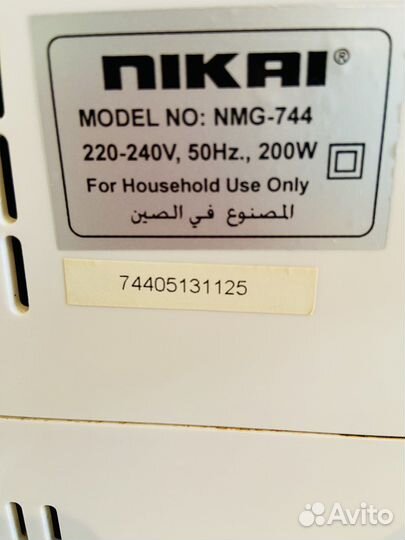 NIKAI®
MODEL NO: NMG-744
220-240V, 50Hz., 200W
For Household Use Only
المصنوع في الصين
74405131125
Avito